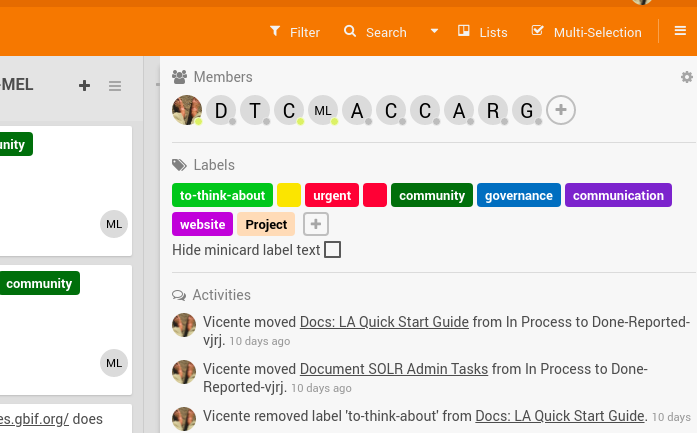 Filter Search Lists Multi-Selection
-MEL
Members
D T C ML A C C A R G
Labels
to-think-about urgent community governance communication
website Project
Hide minicard label text
Activities
Vicente moved Docs: LA Quick Start Guide from In Process to Done-Reported-
vjrj. 10 days ago
Vicente moved Document SOLR Admin Tasks from In Process to Done-
Reported-vjrj. 10 days ago
Vicente removed label 'to-think-about' from Docs: LA Quick Start Guide. 10 days
unity
ML
community
ML
es.gbif.org/ does